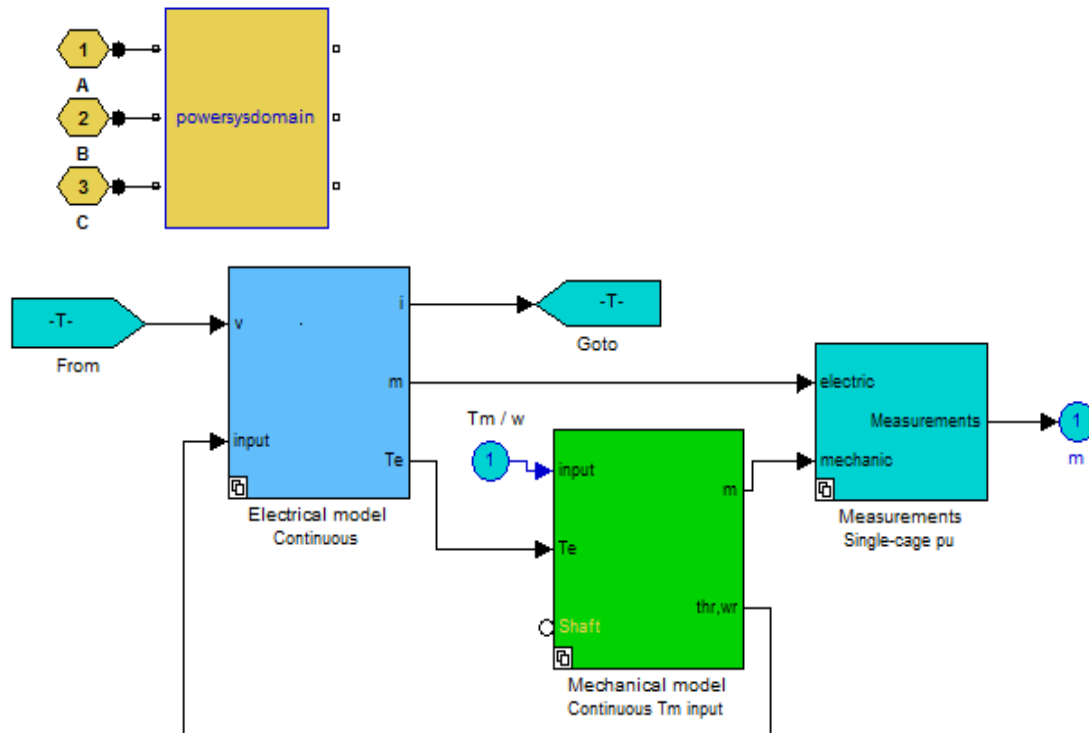 1
A
2
B
3
C
powersysdomain
-T-
From
v
input
i
m
Te
Electrical model
Continuous
-T-
Goto
Tm / w
1
input
Te
Shaft
m
thr,wr
Mechanical model
Continuous Tm input
electric
mechanic
Measurements
Measurements
Single-cage pu
1
m